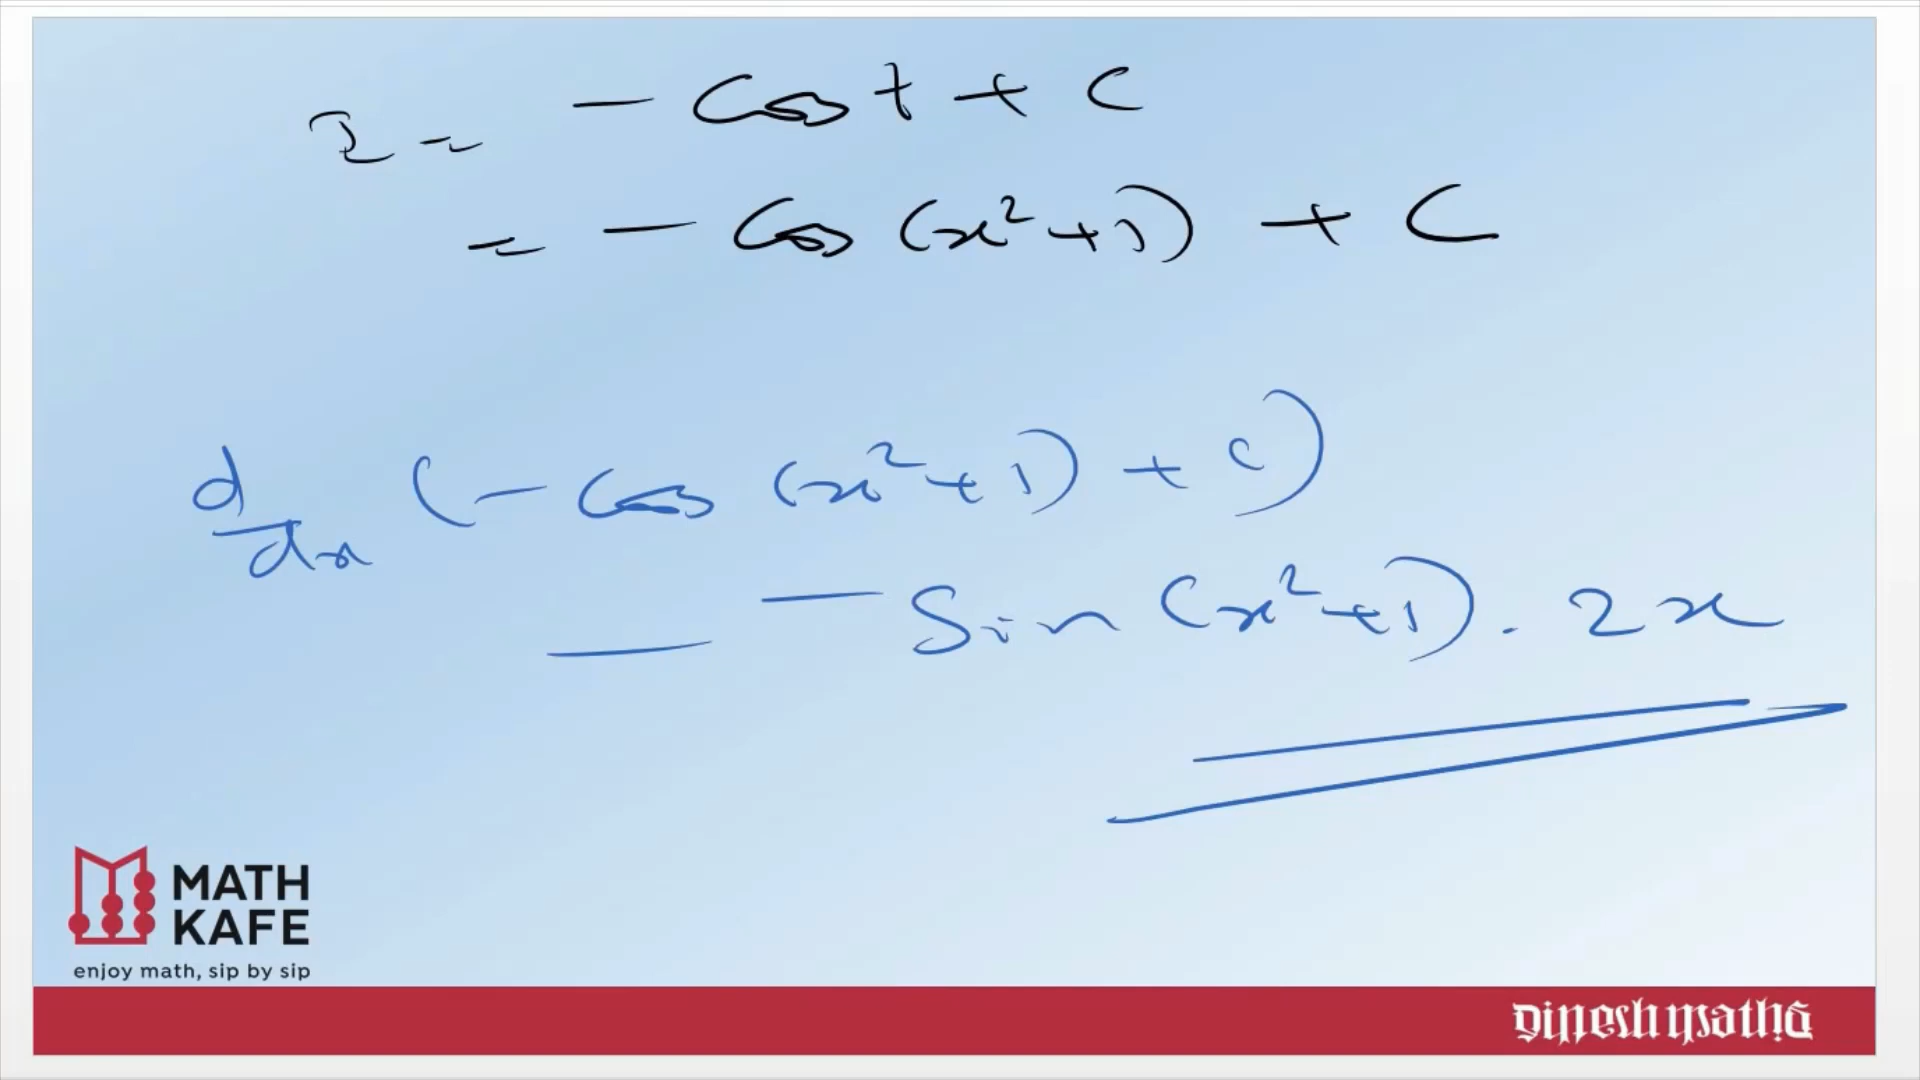 I = - cos t + c
= - cos (x² + 1) + c
d/dx (- cos (x² + 1) + c)
= - Sin (x² + 1) . 2x
MATH
KAFE
enjoy math, sip by sip
Dinesh maths